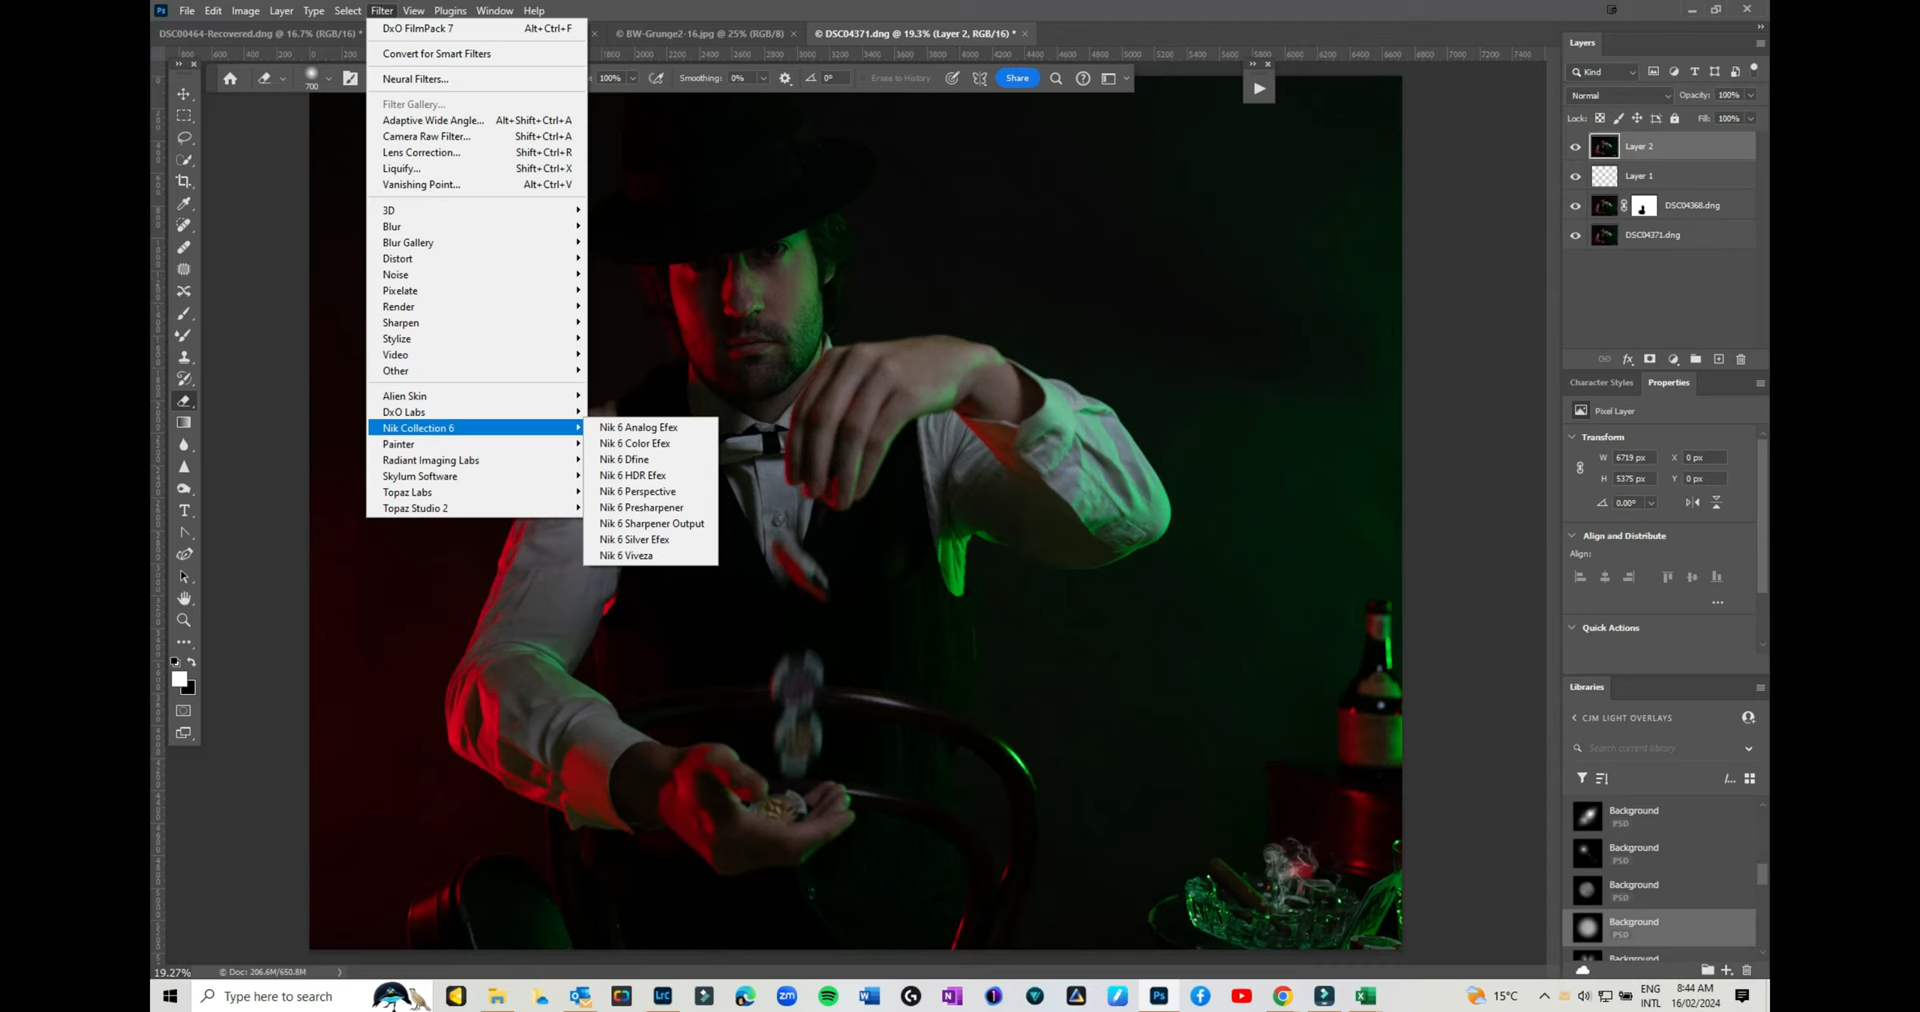 Ps File Edit Image Layer Type Select Filter View Plugins Window Help
DSC00464-Recovered.dng @ 16.7% (RGB/16) * BW-Grunge2-16.jpg @ 25% (RGB/8) DSC04371.dng @ 19.3% (Layer 2, RGB/16) *
700 100% Smoothing: 0% 0° Erase to History Share
DxO FilmPack 7 Alt+Ctrl+F
Convert for Smart Filters
Neural Filters...
Filter Gallery...
Adaptive Wide Angle... Alt+Shift+Ctrl+A
Camera Raw Filter... Shift+Ctrl+A
Lens Correction... Shift+Ctrl+R
Liquify... Shift+Ctrl+X
Vanishing Point... Alt+Ctrl+V
3D
Blur
Blur Gallery
Distort
Noise
Pixelate
Render
Sharpen
Stylize
Video
Other
Alien Skin
DxO Labs
Nik Collection 6
Painter
Radiant Imaging Labs
Skylum Software
Topaz Labs
Topaz Studio 2
Nik 6 Analog Efex
Nik 6 Color Efex
Nik 6 Dfine
Nik 6 HDR Efex
Nik 6 Perspective
Nik 6 Presharpener
Nik 6 Sharpener Output
Nik 6 Silver Efex
Nik 6 Viveza
Layers
Kind
Normal Opacity: 100%
Lock: Fill: 100%
Layer 2
Layer 1
DSC04368.dng
DSC04371.dng
Character Styles Properties
Pixel Layer
Transform
W 6719 px X 0 px
H 5375 px Y 0 px
0.00°
Align and Distribute
Align:
Quick Actions
Libraries
CJM LIGHT OVERLAYS
Search current library
Background
PSD
Background
PSD
Background
PSD
Background
PSD
19.27% Doc: 206.6M/650.8M
Type here to search
15°C ENG 8:44 AM
INTL 16/02/2024